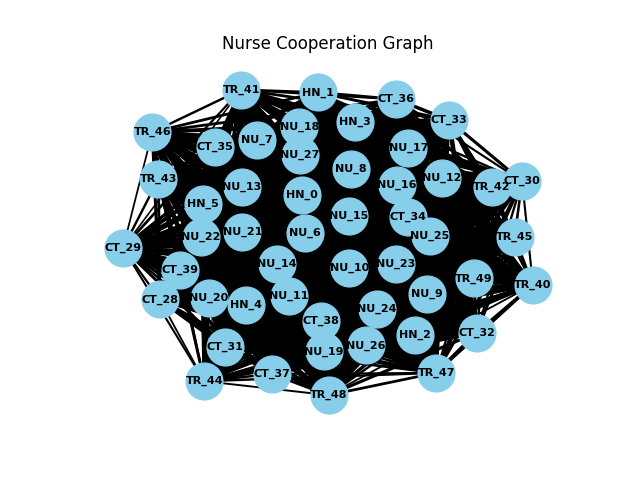 Nurse Cooperation Graph
TR_41
HN_1
CT_36
CT_33
HN_3
NU_18
TR_46
NU_7
CT_35
NU_17
NU_27
NU_8
TR_43
NU_12
CT_30
NU_16
TR_42
NU_13
HN_0
HN_5
NU_15
CT_34
NU_21
NU_6
NU_22
NU_25
TR_45
CT_29
NU_14
NU_23
NU_10
CT_39
TR_49
TR_40
NU_9
NU_11
NU_20
CT_28
HN_4
NU_24
CT_38
CT_32
HN_2
NU_26
CT_31
NU_19
TR_47
CT_37
TR_44
TR_48